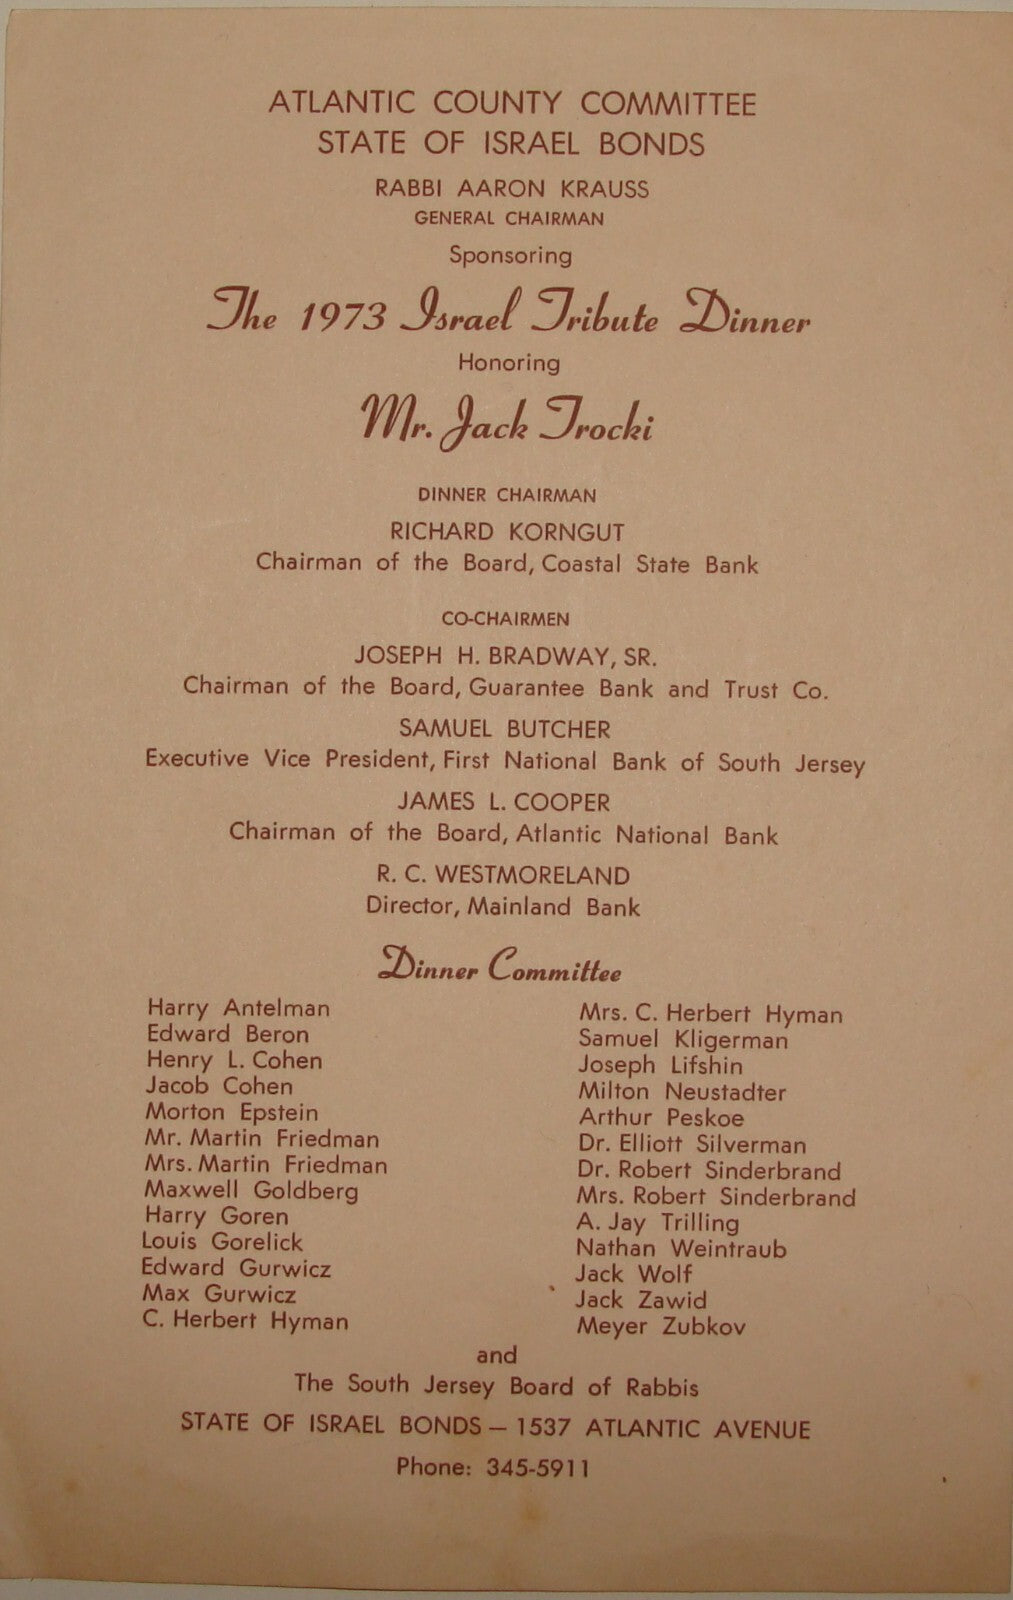 ATLANTIC COUNTY COMMITTEE
STATE OF ISRAEL BONDS
RABBI AARON KRAUSS
GENERAL CHAIRMAN
Sponsoring
The 1973 Israel Tribute Dinner
Honoring
Mr. Jack Trocki
DINNER CHAIRMAN
RICHARD KORNGUT
Chairman of the Board, Coastal State Bank
CO-CHAIRMEN
JOSEPH H. BRADWAY, SR.
Chairman of the Board, Guarantee Bank and Trust Co.
SAMUEL BUTCHER
Executive Vice President, First National Bank of South Jersey
JAMES L. COOPER
Chairman of the Board, Atlantic National Bank
R. C. WESTMORELAND
Director, Mainland Bank
Dinner Committee
Harry Antelman
Edward Beron
Henry L. Cohen
Jacob Cohen
Morton Epstein
Mr. Martin Friedman
Mrs. Martin Friedman
Maxwell Goldberg
Harry Goren
Louis Gorelick
Edward Gurwicz
Max Gurwicz
C. Herbert Hyman
Mrs. C. Herbert Hyman
Samuel Kligerman
Joseph Lifshin
Milton Neustadter
Arthur Peskoe
Dr. Elliott Silverman
Dr. Robert Sinderbrand
Mrs. Robert Sinderbrand
A. Jay Trilling
Nathan Weintraub
Jack Wolf
Jack Zawid
Meyer Zubkov
and
The South Jersey Board of Rabbis
STATE OF ISRAEL BONDS — 1537 ATLANTIC AVENUE
Phone: 345-5911